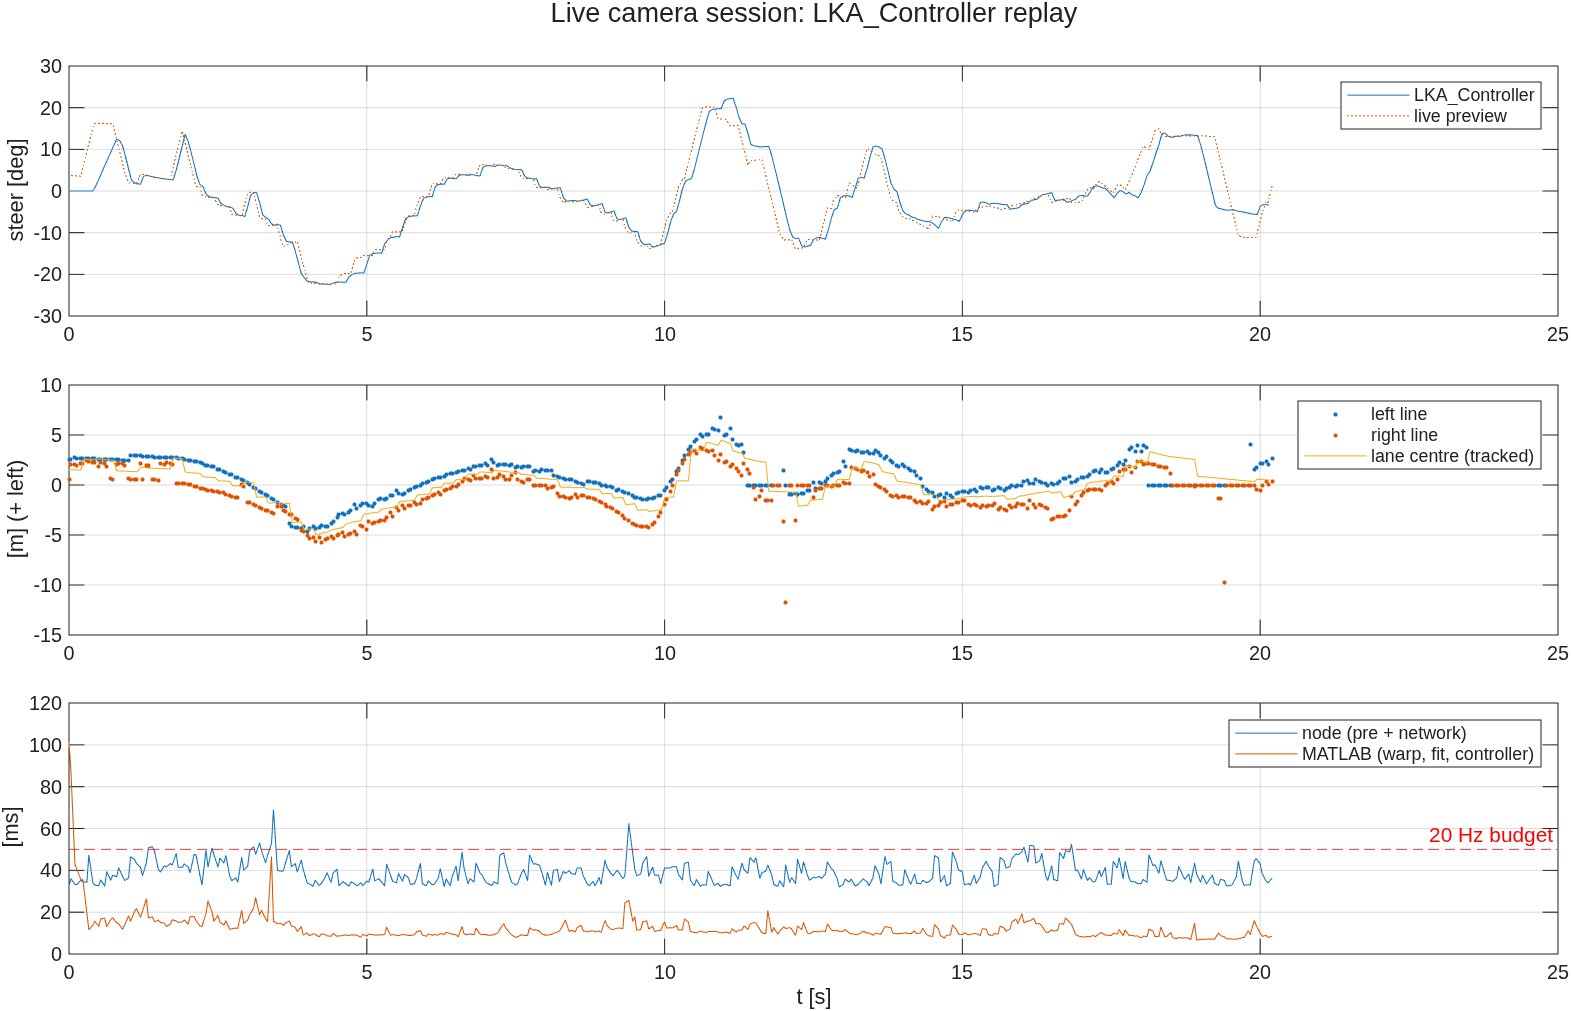 Live camera session: LKA_Controller replay
steer [deg]
30
20
10
0
-10
-20
-30
0 5 10 15 20 25
LKA_Controller
live preview
[m] (+ left)
10
5
0
-5
-10
-15
0 5 10 15 20 25
left line
right line
lane centre (tracked)
[ms]
120
100
80
60
40
20
0
0 5 10 15 20 25
node (pre + network)
MATLAB (warp, fit, controller)
20 Hz budget
t [s]